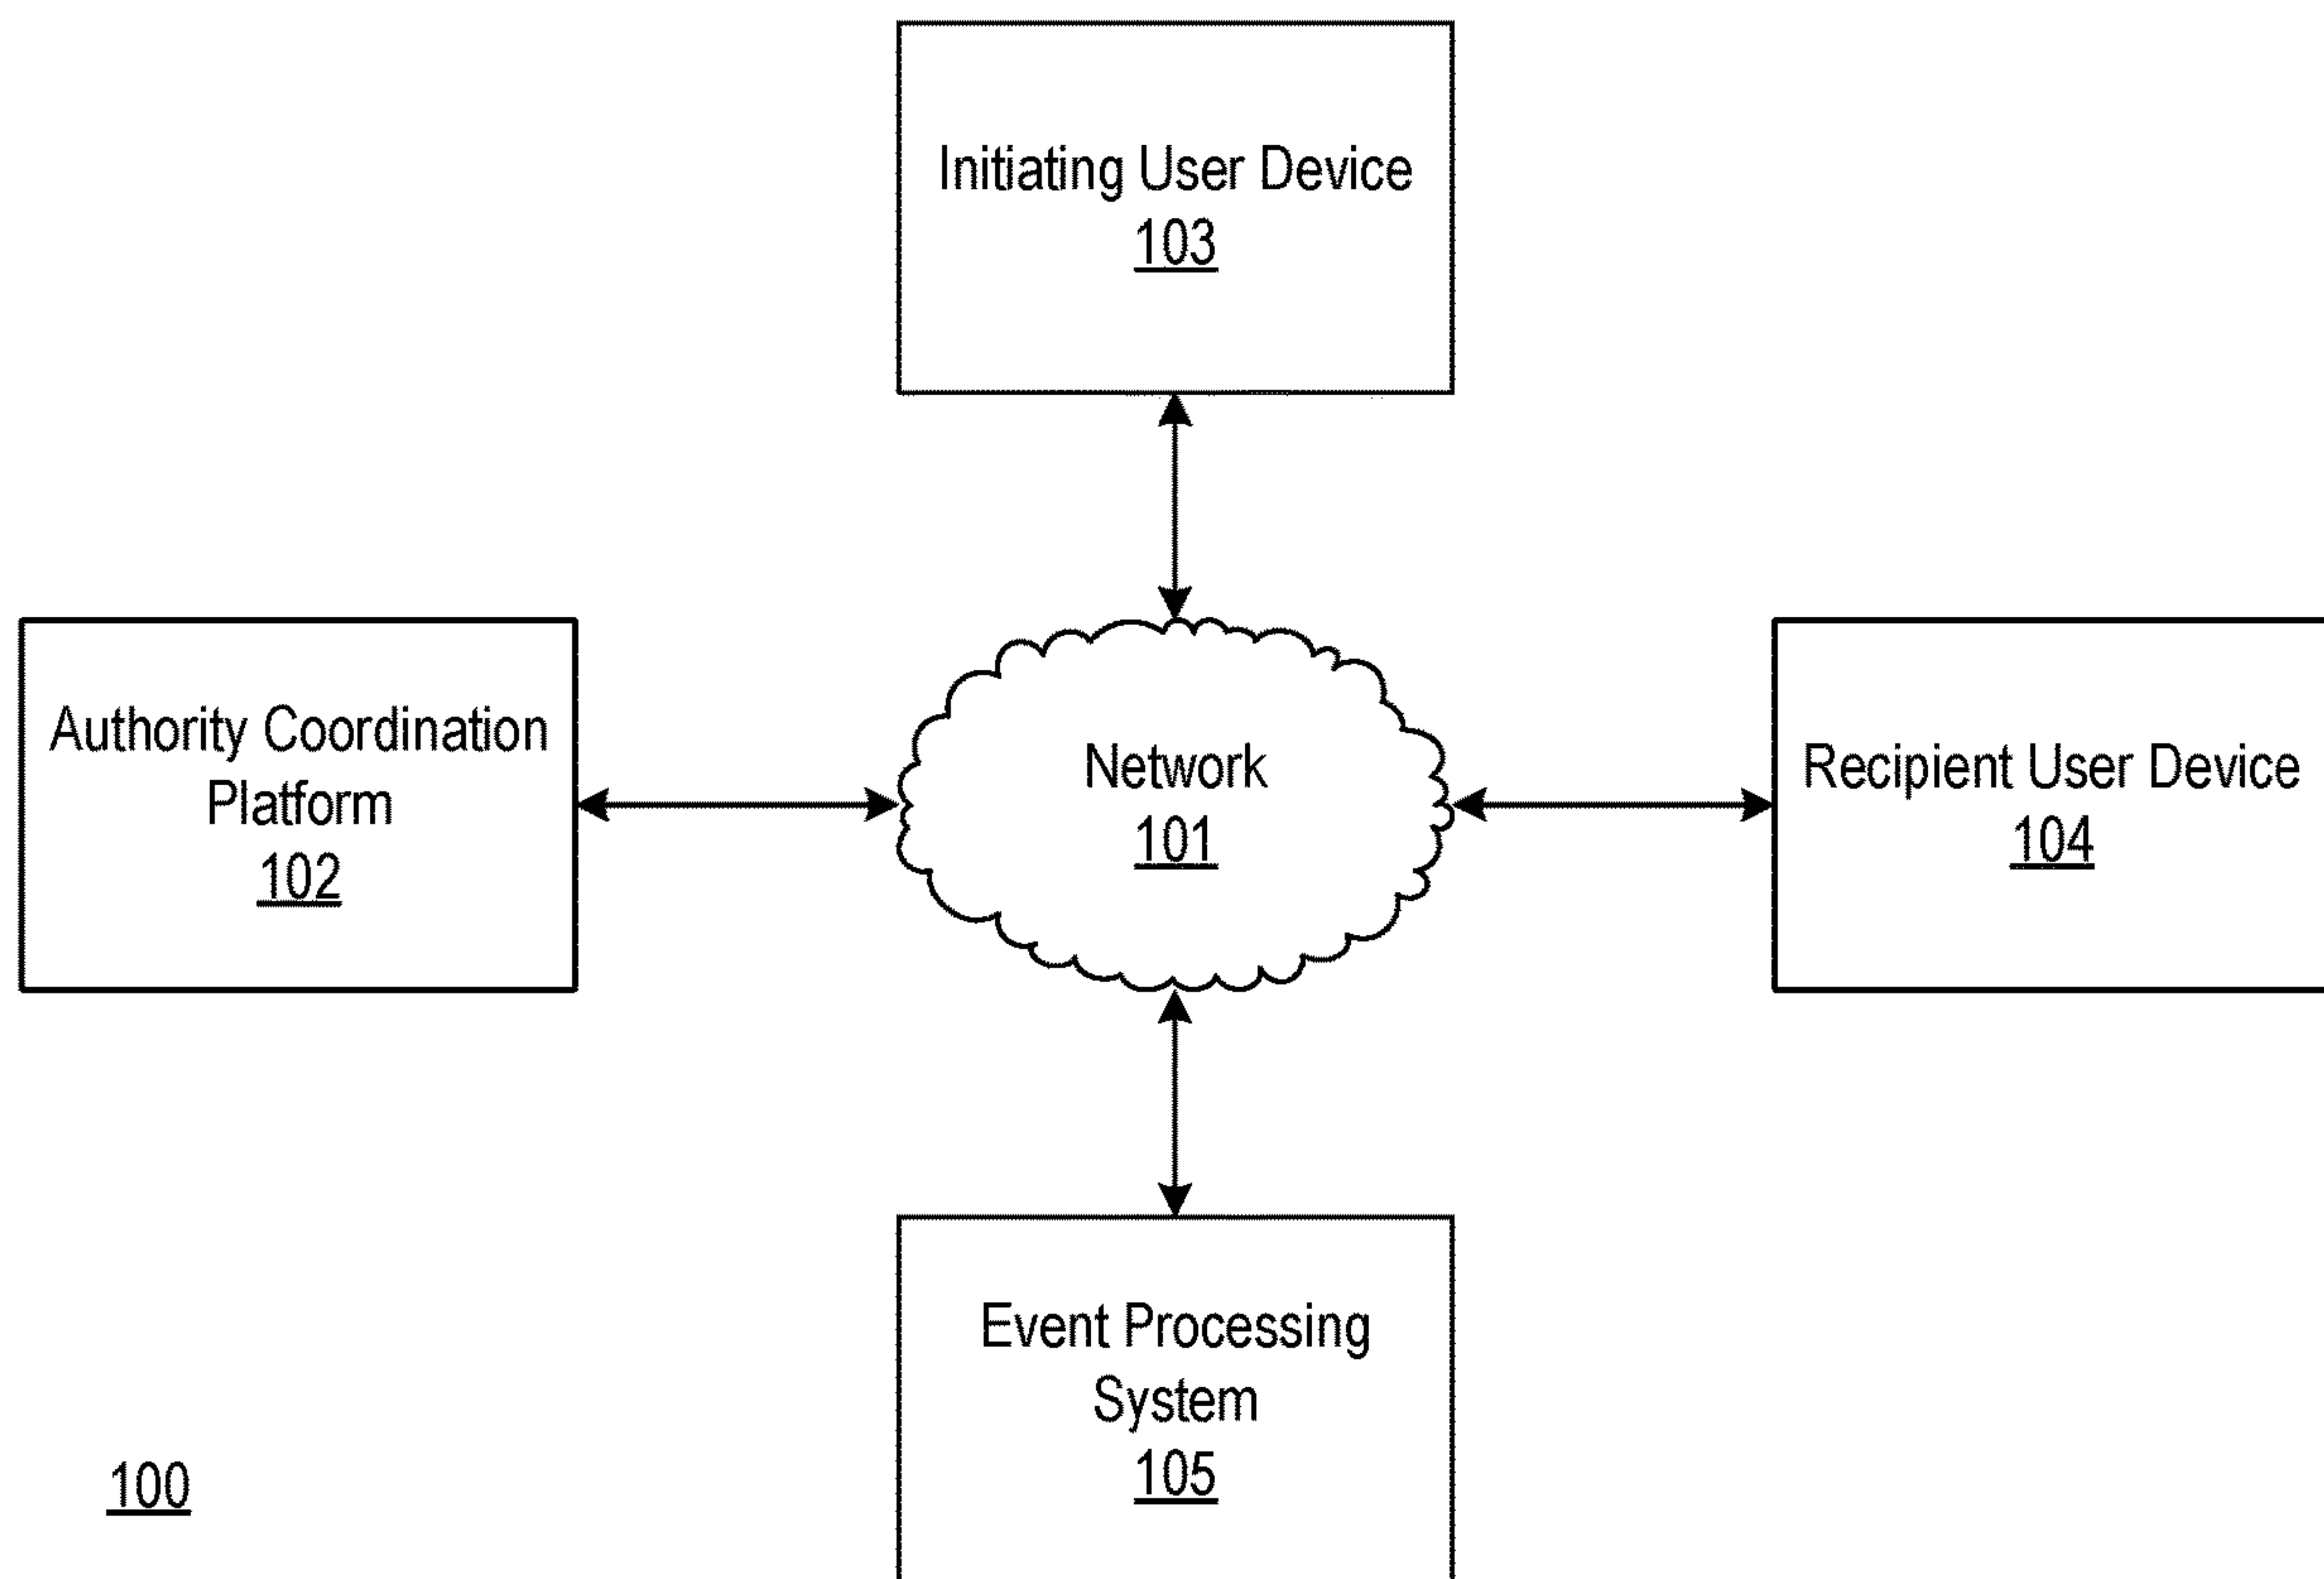 Initiating User Device
103
Authority Coordination
Platform
102
Network
101
Recipient User Device
104
Event Processing
System
105
100